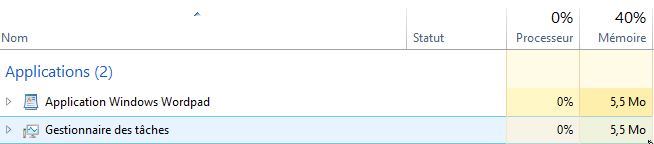 0% 40%
Nom Statut Processeur Mémoire
Applications (2)
Application Windows Wordpad 0% 5,5 Mo
Gestionnaire des tâches 0% 5,5 Mo